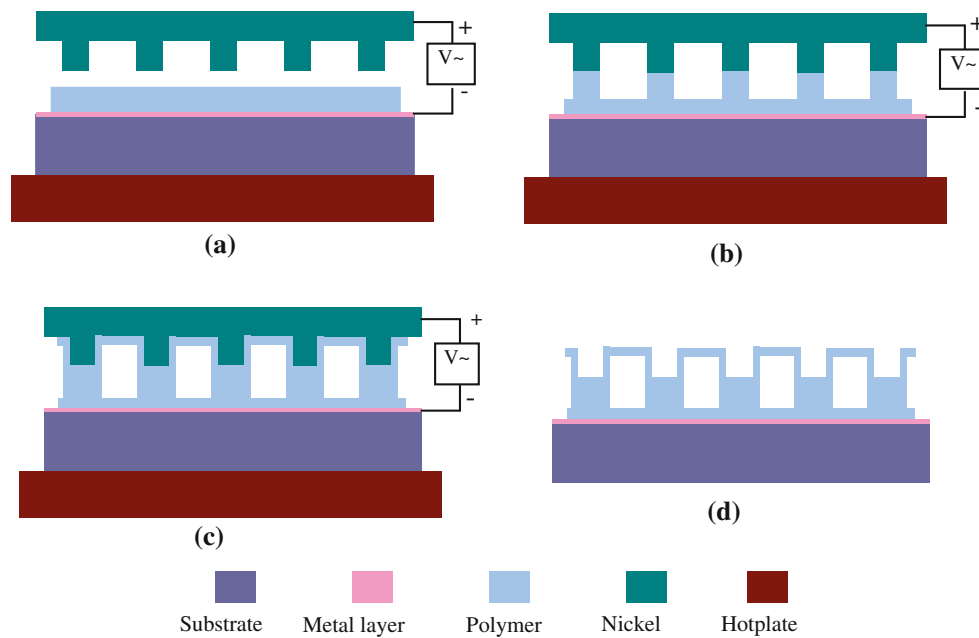 +
V~
-
(a)
+
V~
-
(b)
+
V~
-
(c)
(d)
Substrate Metal layer Polymer Nickel Hotplate